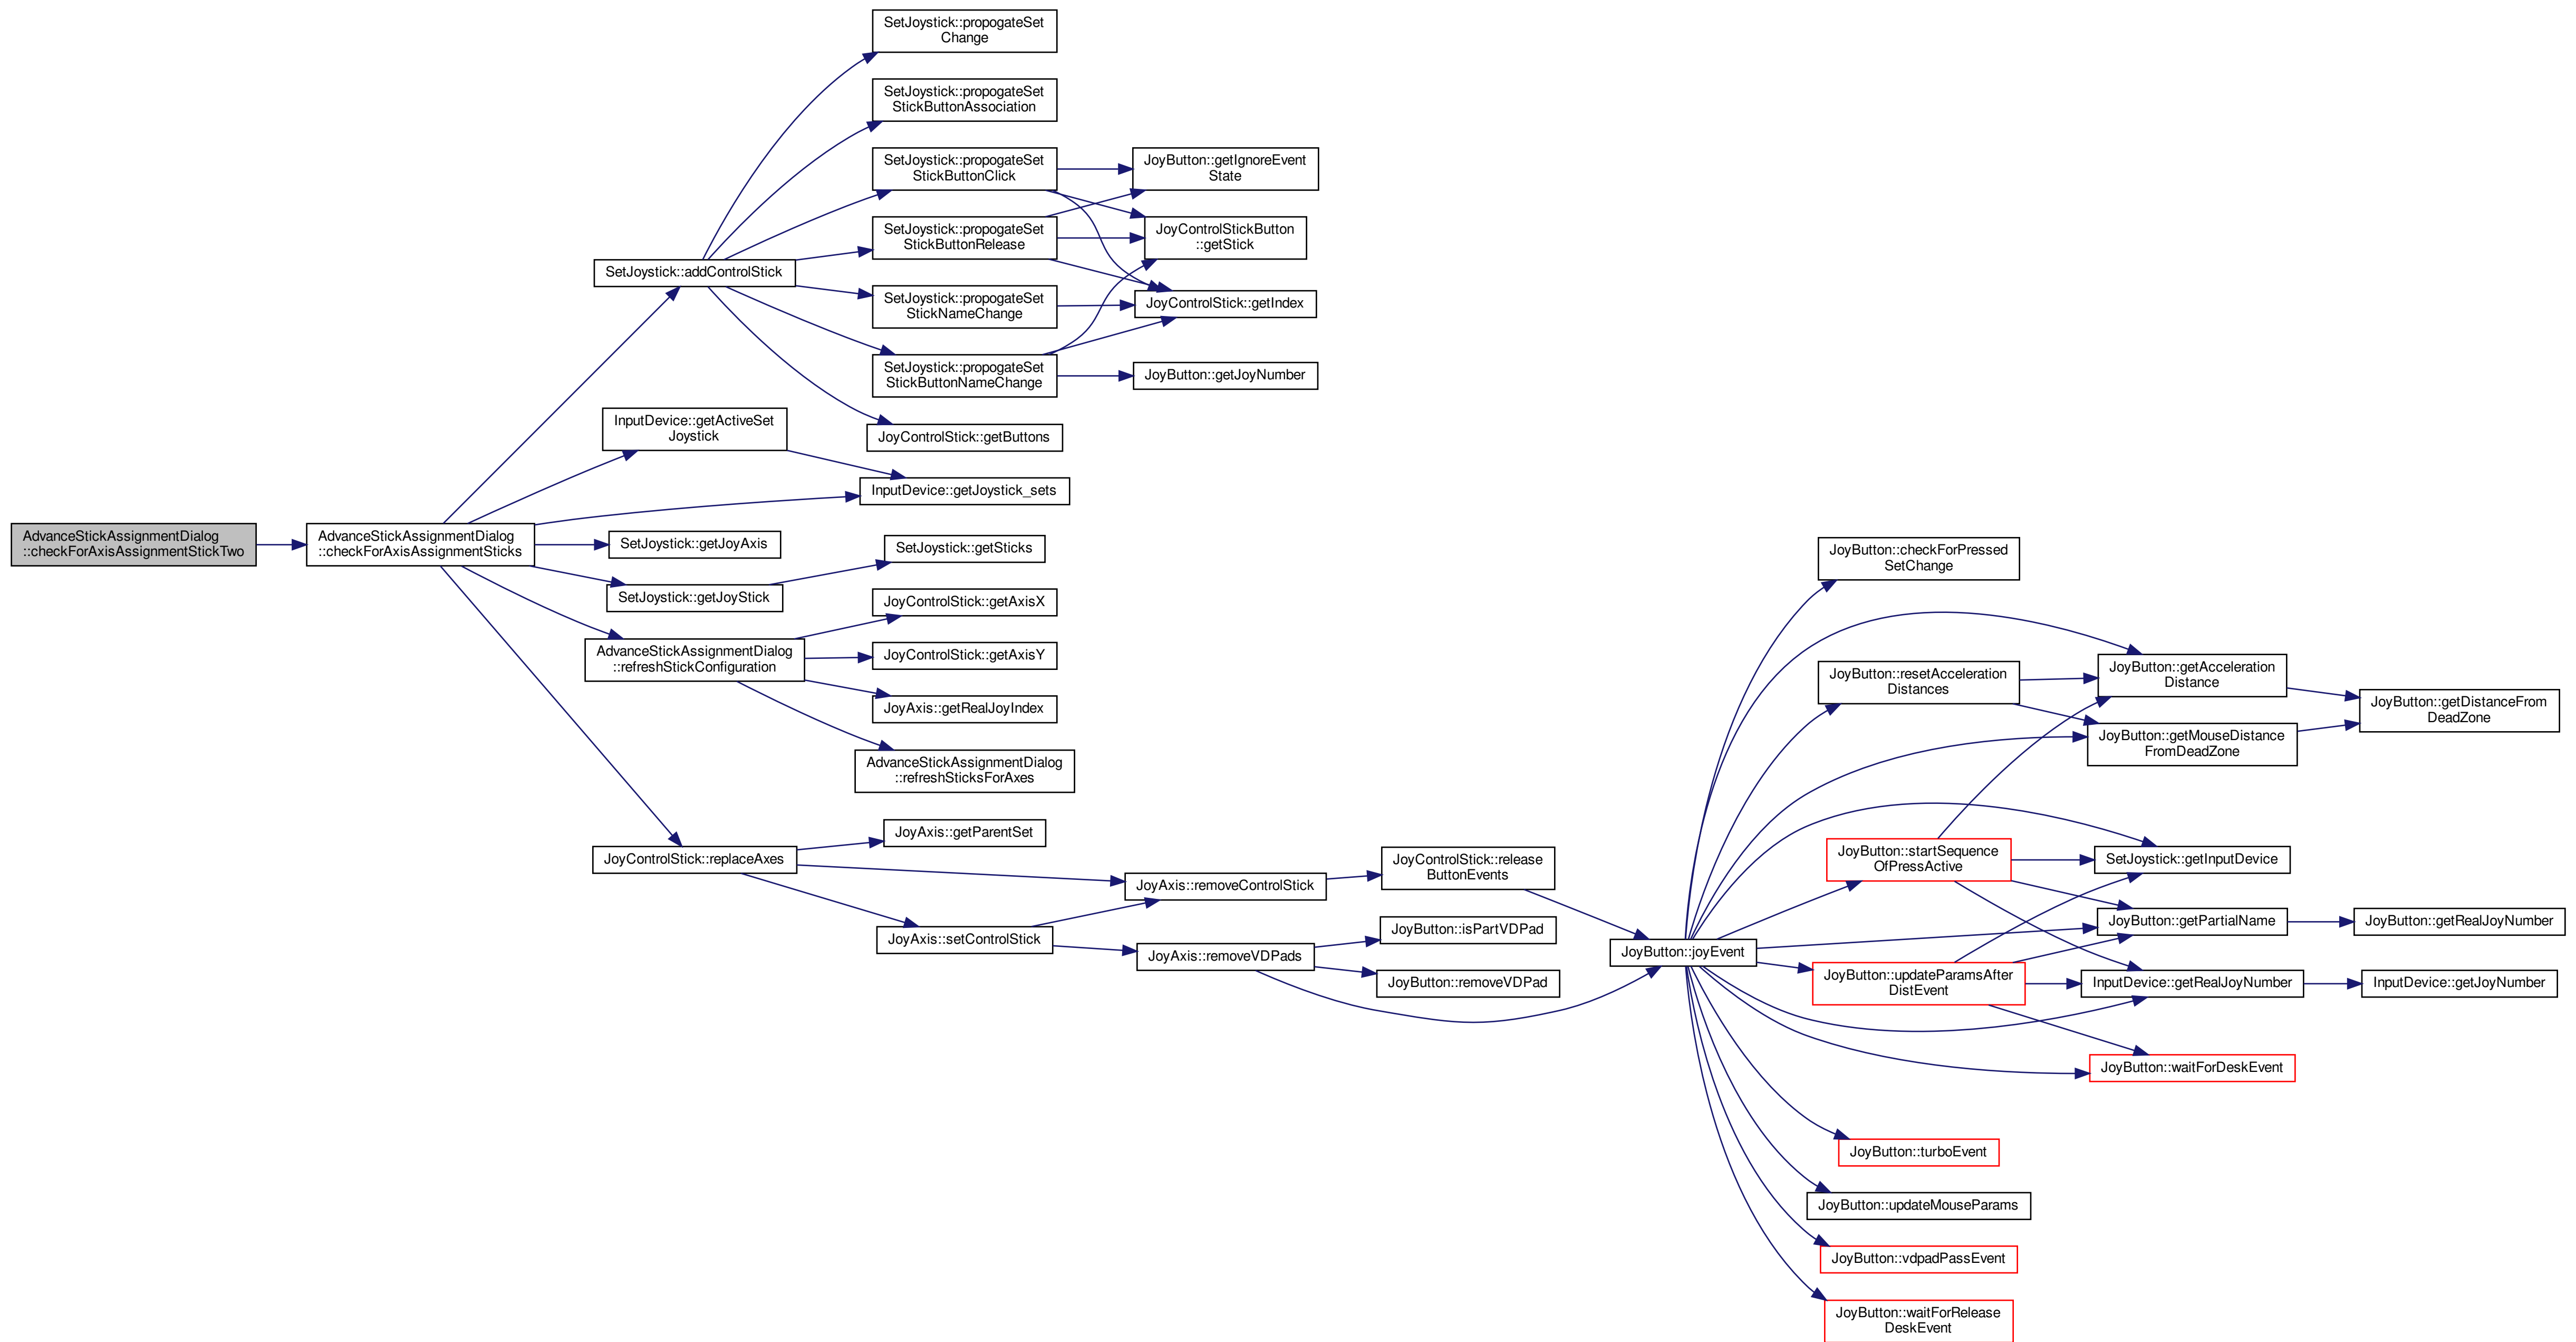 SetJoystick::propogateSet
Change
SetJoystick::propogateSet
StickButtonAssociation
SetJoystick::propogateSet
StickButtonClick
JoyButton::getIgnoreEvent
State
SetJoystick::propogateSet
StickButtonRelease
JoyControlStickButton
::getStick
SetJoystick::addControlStick
SetJoystick::propogateSet
StickNameChange
JoyControlStick::getIndex
SetJoystick::propogateSet
StickButtonNameChange
JoyButton::getJoyNumber
InputDevice::getActiveSet
Joystick
JoyControlStick::getButtons
InputDevice::getJoystick_sets
AdvanceStickAssignmentDialog
::checkForAxisAssignmentStickTwo
AdvanceStickAssignmentDialog
::checkForAxisAssignmentSticks
SetJoystick::getJoyAxis
SetJoystick::getSticks
SetJoystick::getJoyStick
JoyControlStick::getAxisX
AdvanceStickAssignmentDialog
::refreshStickConfiguration
JoyControlStick::getAxisY
JoyAxis::getRealJoyIndex
AdvanceStickAssignmentDialog
::refreshSticksForAxes
JoyControlStick::replaceAxes
JoyAxis::getParentSet
JoyAxis::removeControlStick
JoyControlStick::release
ButtonEvents
JoyAxis::setControlStick
JoyAxis::removeVDPads
JoyButton::isPartVDPad
JoyButton::removeVDPad
JoyButton::joyEvent
JoyButton::checkForPressed
SetChange
JoyButton::resetAcceleration
Distances
JoyButton::getAcceleration
Distance
JoyButton::getDistanceFrom
DeadZone
JoyButton::getMouseDistance
FromDeadZone
JoyButton::startSequence
OfPressActive
SetJoystick::getInputDevice
JoyButton::getPartialName
JoyButton::getRealJoyNumber
JoyButton::updateParamsAfter
DistEvent
InputDevice::getRealJoyNumber
InputDevice::getJoyNumber
JoyButton::waitForDeskEvent
JoyButton::turboEvent
JoyButton::updateMouseParams
JoyButton::vdpadPassEvent
JoyButton::waitForRelease
DeskEvent